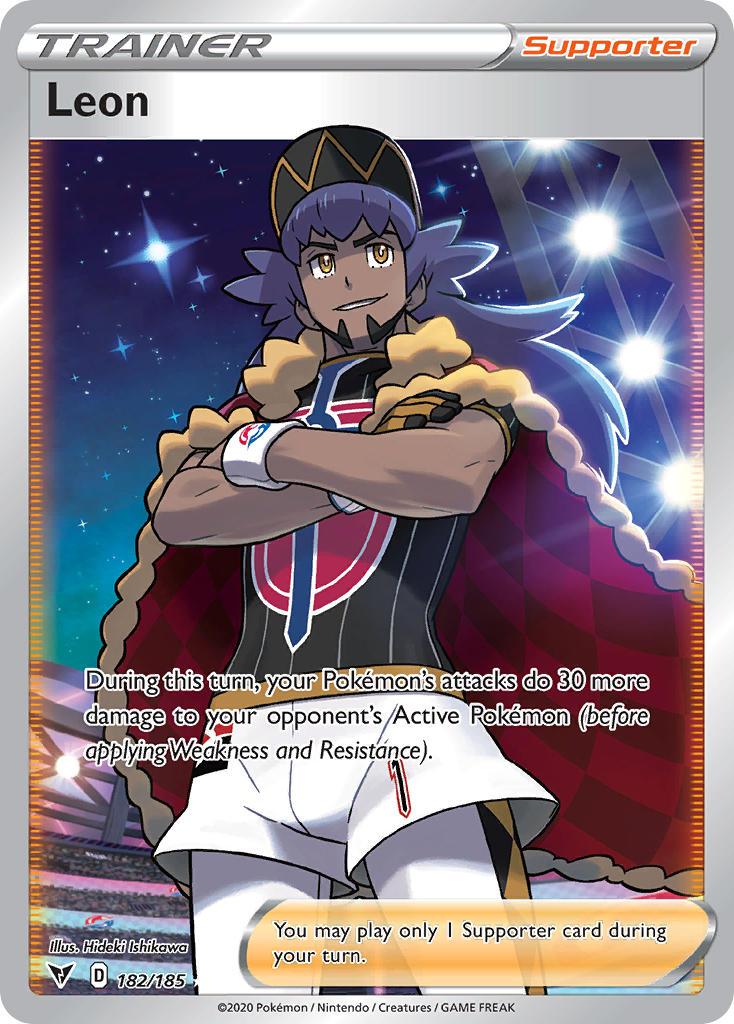 TRAINER Supporter
Leon
During this turn, your Pokémon's attacks do 30 more
damage to your opponent's Active Pokémon (before
applying Weakness and Resistance).
You may play only 1 Supporter card during
your turn.
Illus. Hideki Ishikawa
D 182/185
©2020 Pokémon / Nintendo / Creatures / GAME FREAK